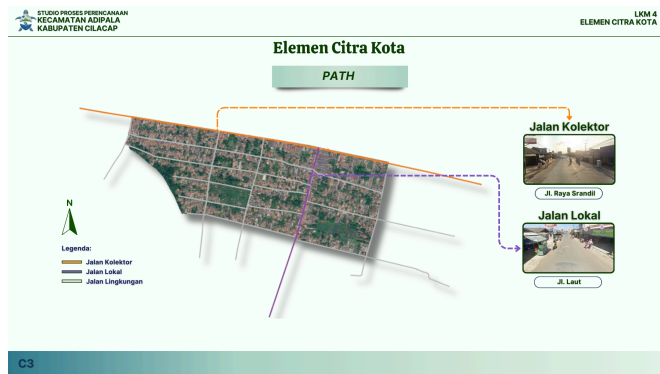 STUDIO PROSES PERENCANAAN
KECAMATAN ADIPALA
KABUPATEN CILACAP
LKM 4
ELEMEN CITRA KOTA
Elemen Citra Kota
PATH
Jalan Kolektor
Jl. Raya Srandil
Jalan Lokal
Jl. Laut
N
Legenda:
Jalan Kolektor
Jalan Lokal
Jalan Lingkungan
C3